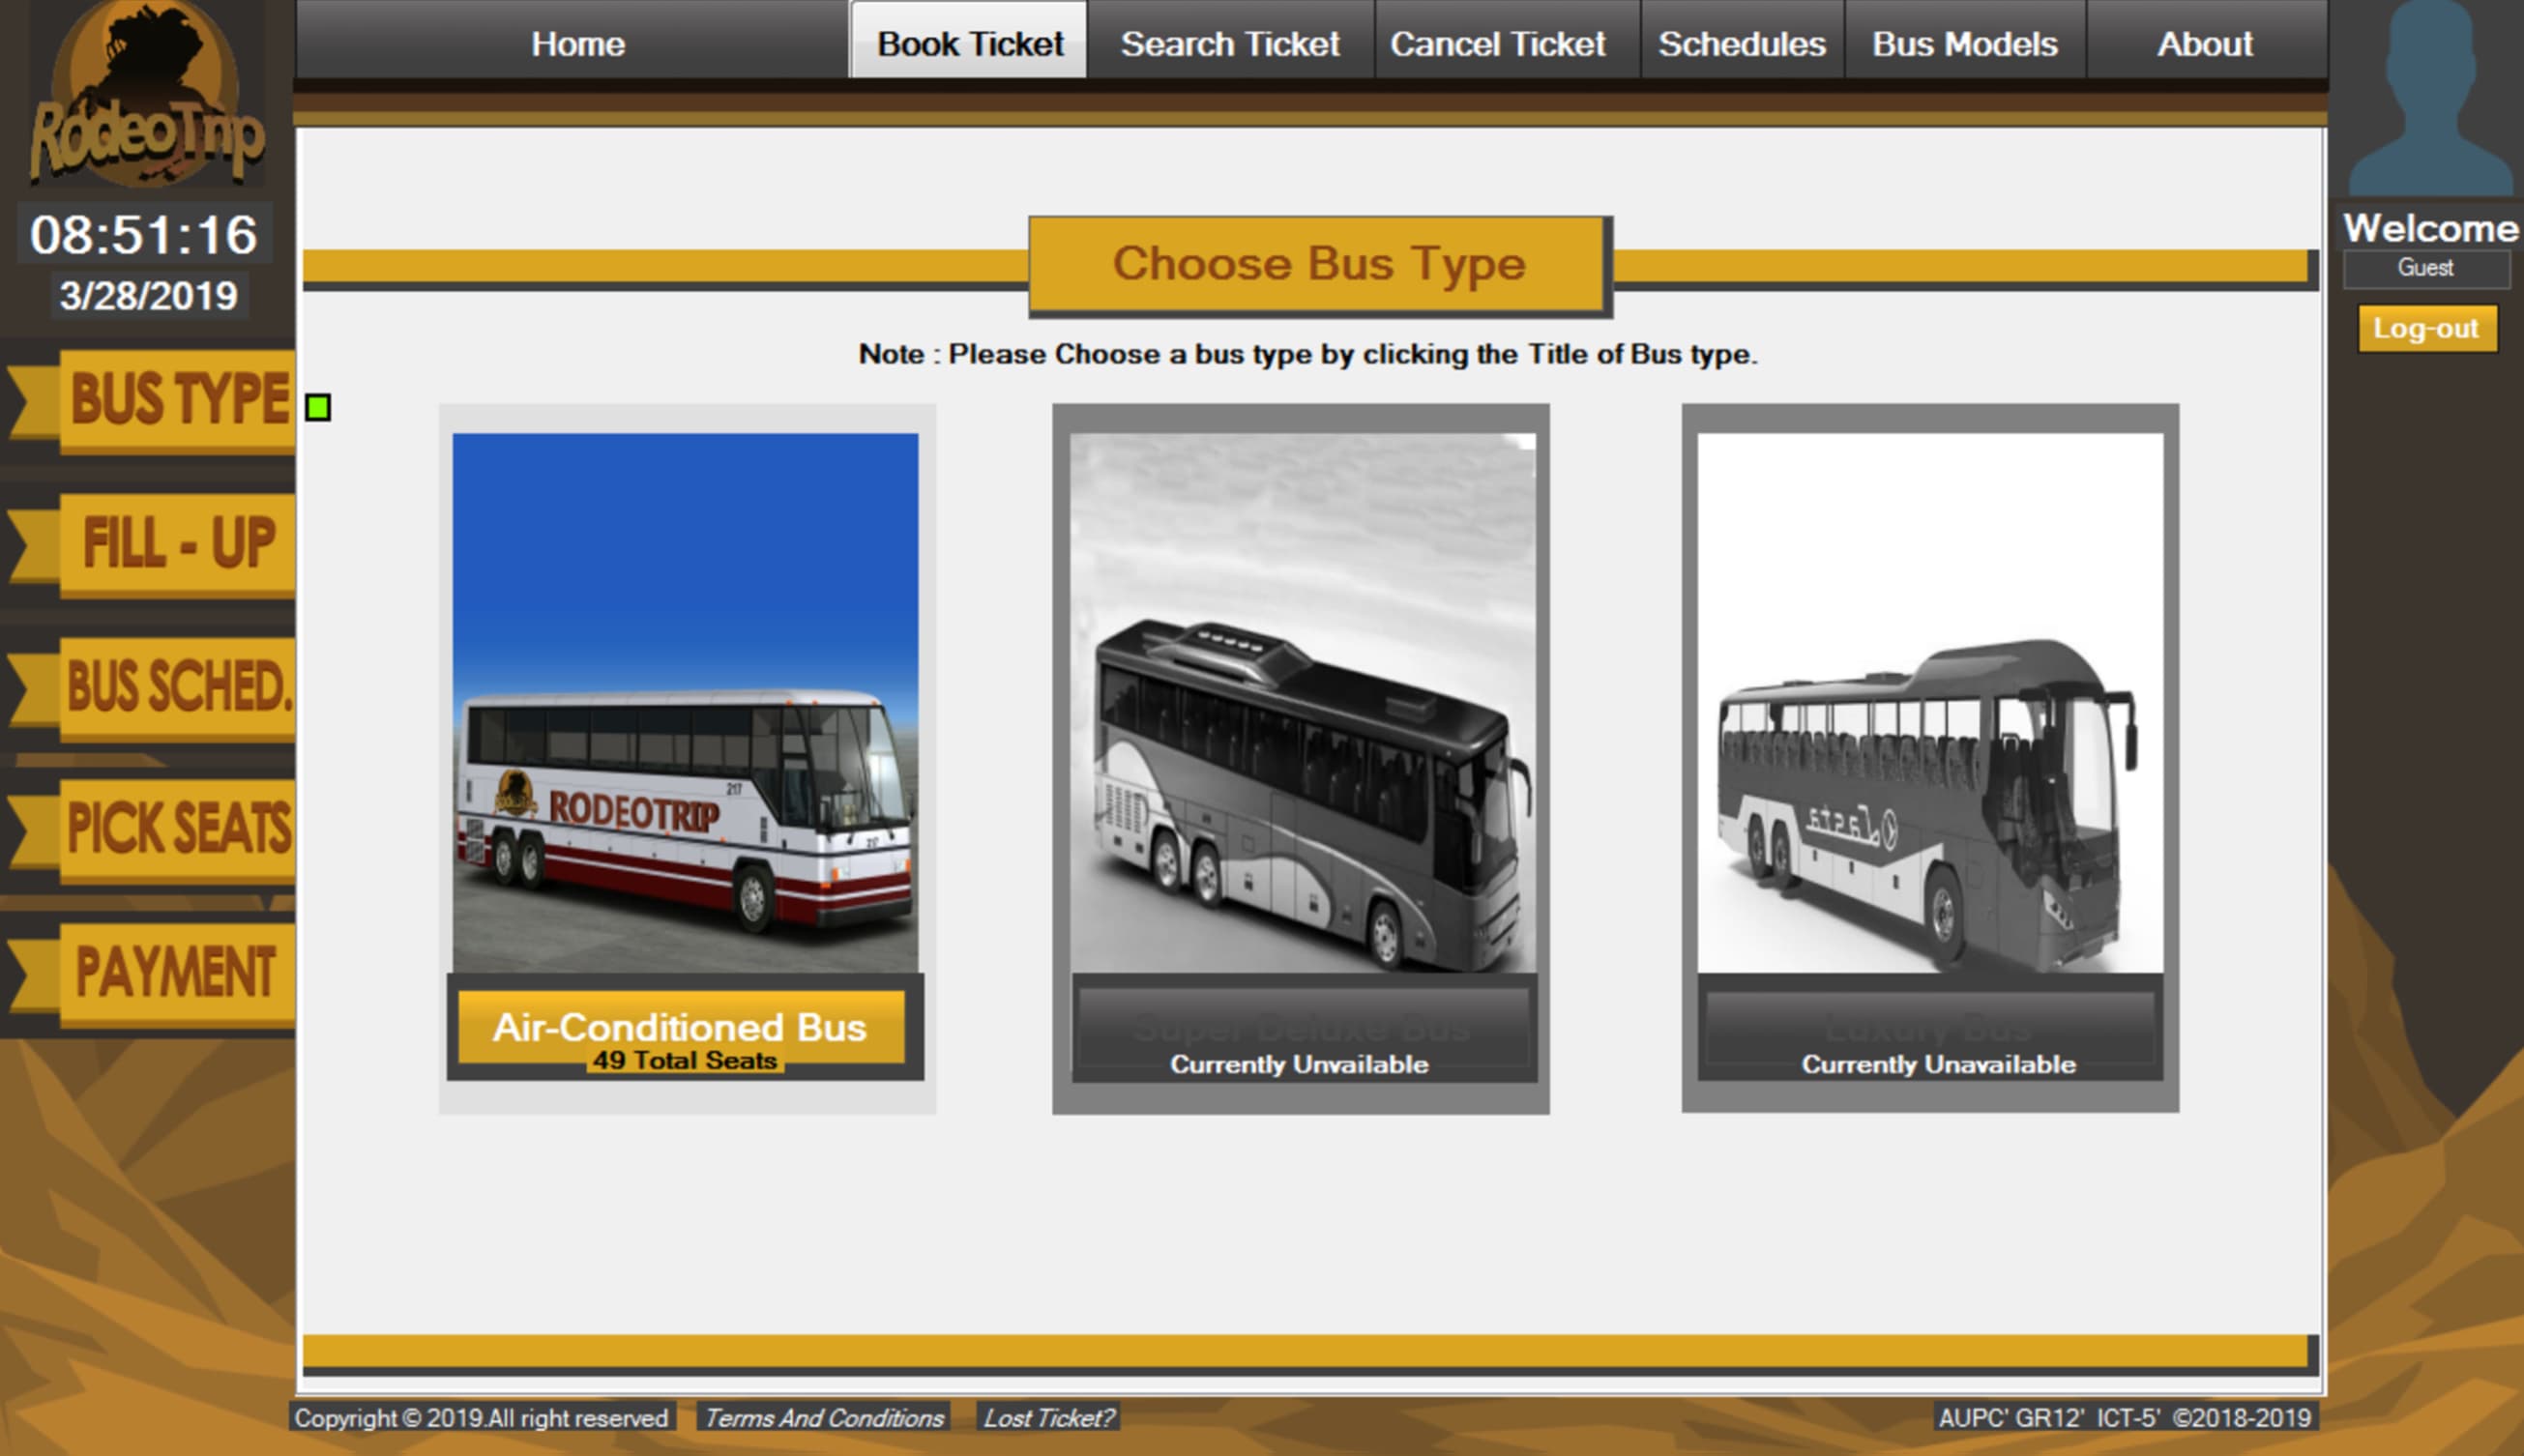 Home
Book Ticket
Search Ticket
Cancel Ticket
Schedules
Bus Models
About
RodeoTrip
08:51:16
3/28/2019
Welcome
Guest
Log-out
BUS TYPE
FILL - UP
BUS SCHED.
PICK SEATS
PAYMENT
Choose Bus Type
Note : Please Choose a bus type by clicking the Title of Bus type.
217
RODEOTRIP
217
Air-Conditioned Bus
49 Total Seats
Super Deluxe Bus
Currently Unvailable
Luxury Bus
Currently Unavailable
Copyright © 2019.All right reserved
Terms And Conditions
Lost Ticket?
AUPC' GR12' ICT-5' ©2018-2019